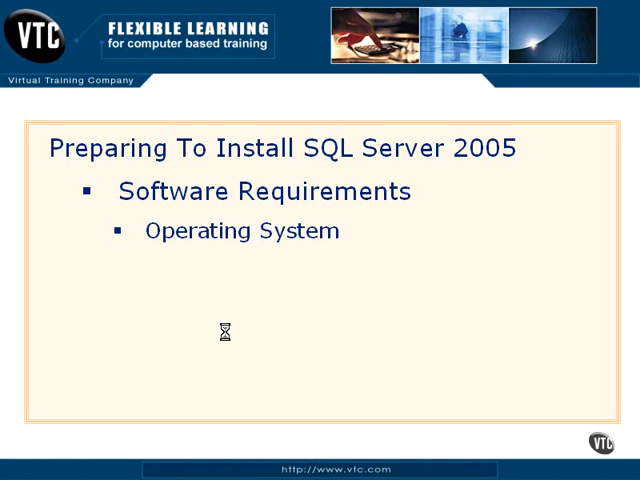 VTC
FLEXIBLE LEARNING
for computer based training
Virtual Training Company
Preparing To Install SQL Server 2005
▪ Software Requirements
▪ Operating System
VTC
http://www.vtc.com